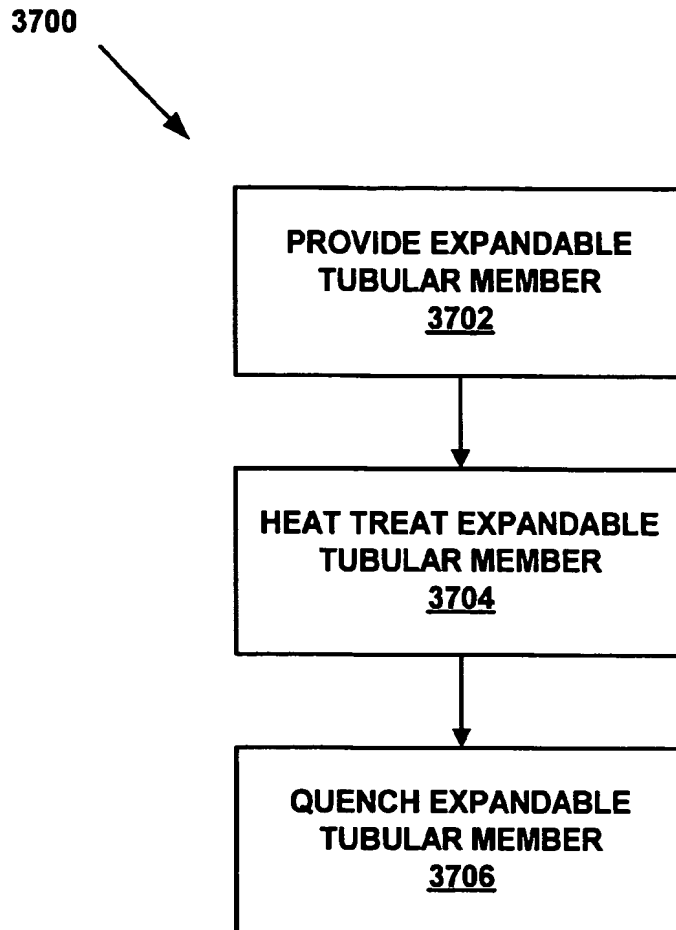 3700
PROVIDE EXPANDABLE
TUBULAR MEMBER
3702
HEAT TREAT EXPANDABLE
TUBULAR MEMBER
3704
QUENCH EXPANDABLE
TUBULAR MEMBER
3706